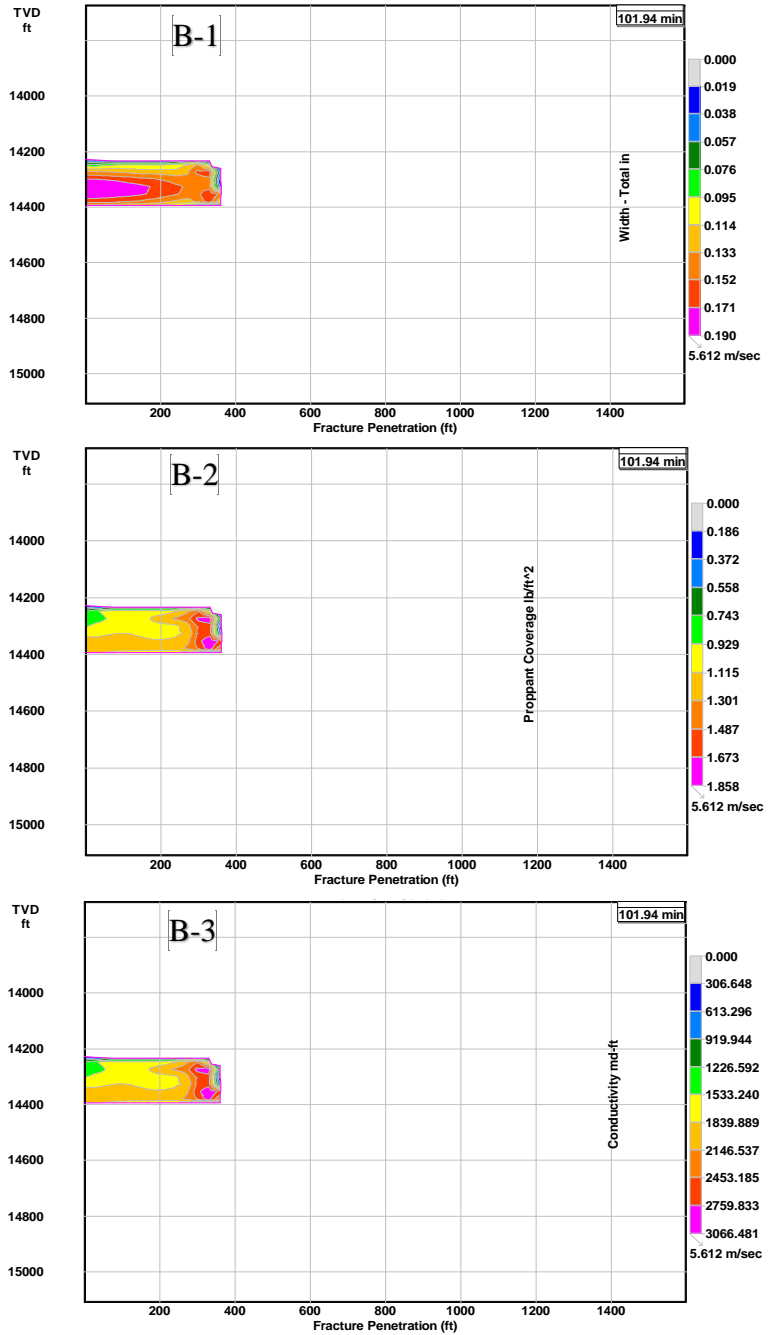 TVD
ft
B-1
101.94 min
14000
14200
14400
14600
14800
15000
200 400 600 800 1000 1200 1400
Fracture Penetration (ft)
Width - Total in
0.000
0.019
0.038
0.057
0.076
0.095
0.114
0.133
0.152
0.171
0.190
5.612 m/sec
TVD
ft
B-2
101.94 min
14000
14200
14400
14600
14800
15000
200 400 600 800 1000 1200 1400
Fracture Penetration (ft)
Proppant Coverage lb/ft^2
0.000
0.186
0.372
0.558
0.743
0.929
1.115
1.301
1.487
1.673
1.858
5.612 m/sec
TVD
ft
B-3
101.94 min
14000
14200
14400
14600
14800
15000
200 400 600 800 1000 1200 1400
Fracture Penetration (ft)
Conductivity md-ft
0.000
306.648
613.296
919.944
1226.592
1533.240
1839.889
2146.537
2453.185
2759.833
3066.481
5.612 m/sec